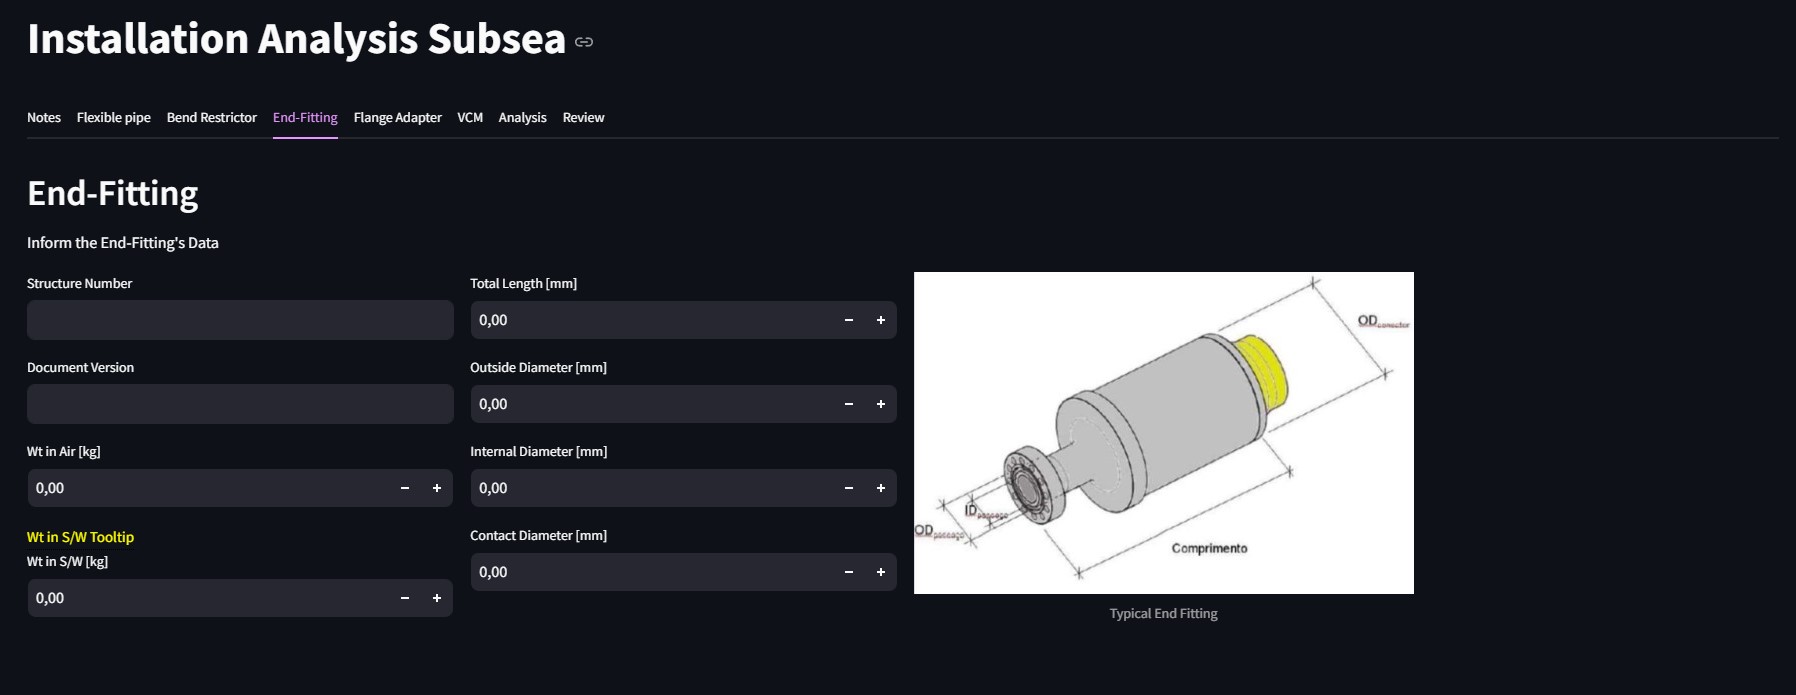 Installation Analysis Subsea
Notes Flexible pipe Bend Restrictor End-Fitting Flange Adapter VCM Analysis Review
End-Fitting
Inform the End-Fitting's Data
Structure Number
Document Version
Wt in Air [kg]
0,00 − +
Wt in S/W Tooltip
Wt in S/W [kg]
0,00 − +
Total Length [mm]
0,00 − +
Outside Diameter [mm]
0,00 − +
Internal Diameter [mm]
0,00 − +
Contact Diameter [mm]
0,00 − +
OD
ID
OD
Comprimento
Typical End Fitting